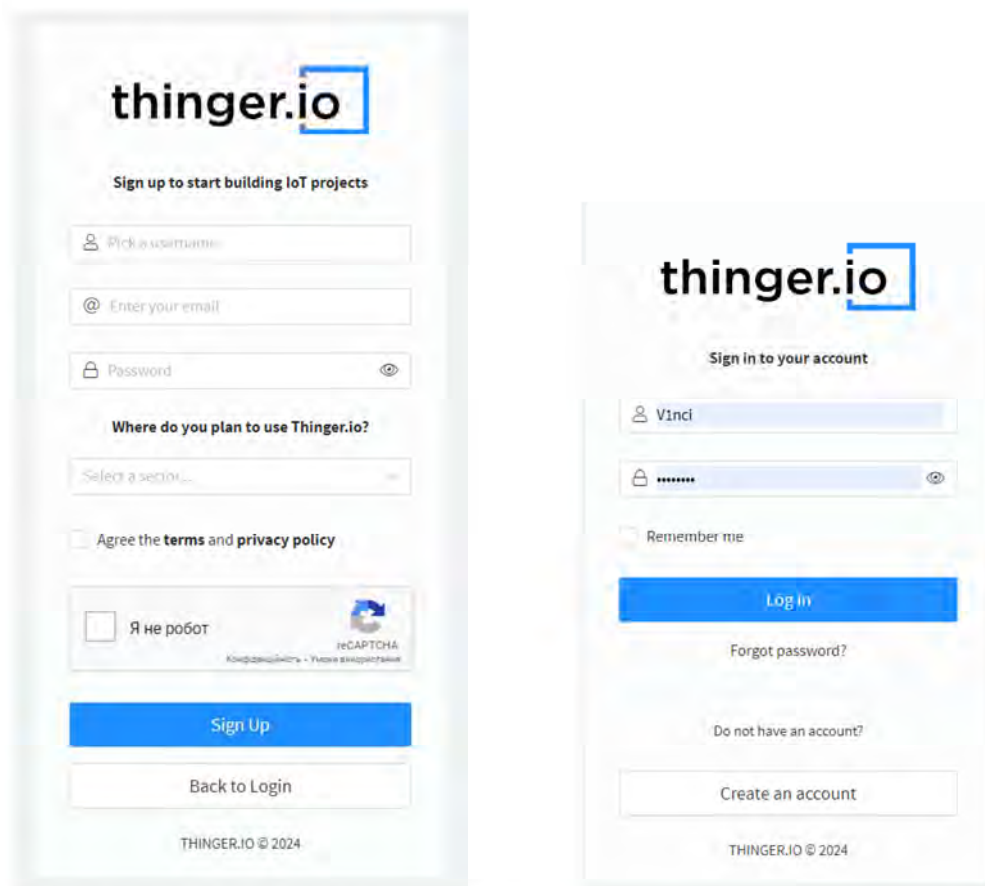 thinger.io
Sign up to start building IoT projects
Pick a username
@ Enter your email
Password
Where do you plan to use Thinger.io?
Select a sector...
Agree the terms and privacy policy
Я не робот
reCAPTCHA
Конфіденційність - Умови використання
Sign Up
Back to Login
THINGER.IO © 2024
thinger.io
Sign in to your account
V1nci
••••••••
Remember me
Log in
Forgot password?
Do not have an account?
Create an account
THINGER.IO © 2024